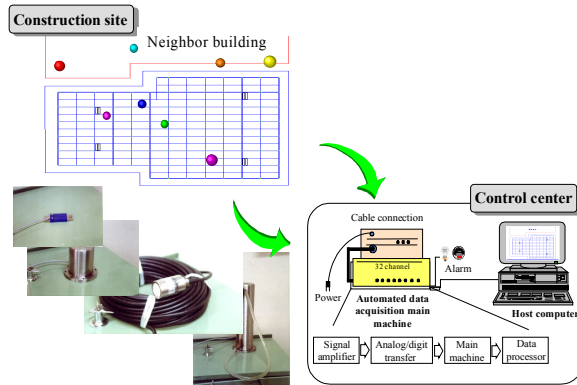 Construction site
Neighbor building
Control center
Cable connection
32 channel
Alarm
Power
Automated data
acquisition main
machine
Host computer
Signal
amplifier
Analog/digit
transfer
Main
machine
Data
processor